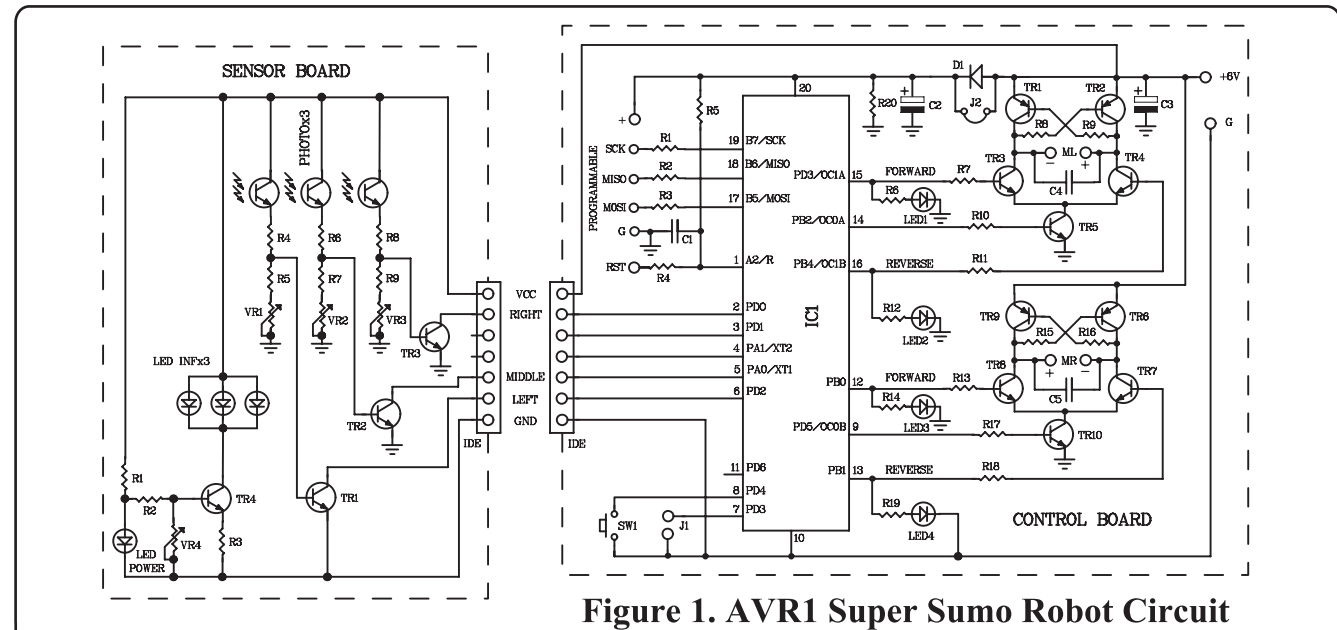 SENSOR BOARD
PHOTOx3
R4
R6
R8
R5
R7
R9
VR1
VR2
VR3
TR3
LED INFx3
TR2
R1
R2
TR4
TR1
VR4
R3
LED
POWER
IDE
VCC
RIGHT
MIDDLE
LEFT
GND
IDE
PROGRAMMABLE
+
SCK
MISO
MOSI
G
RST
R1
R2
R3
C1
R4
R5
20
19 B7/SCK
18 B6/MISO
17 B5/MOSI
1 A2/R
2 PD0
3 PD1
4 PA1/XT2
5 PA0/XT1
6 PD2
11 PD6
8 PD4
7 PD3
10
IC1
PD3/OC1A 15
PB2/OC0A 14
PB4/OC1B 16
PB0 12
PD5/OC0B 9
PB1 13
SW1
J1
R20
+
C2
D1
J2
TR1
TR2
+
C3
+6V
G
R8
R9
ML
-
+
C4
TR3
TR4
FORWARD
R7
R6
LED1
R10
TR5
REVERSE
R11
R12
LED2
TR9
TR6
R15
R16
MR
+
-
C5
TR8
TR7
FORWARD
R13
R14
LED3
R17
TR10
REVERSE
R18
R19
LED4
CONTROL BOARD
Figure 1. AVR1 Super Sumo Robot Circuit